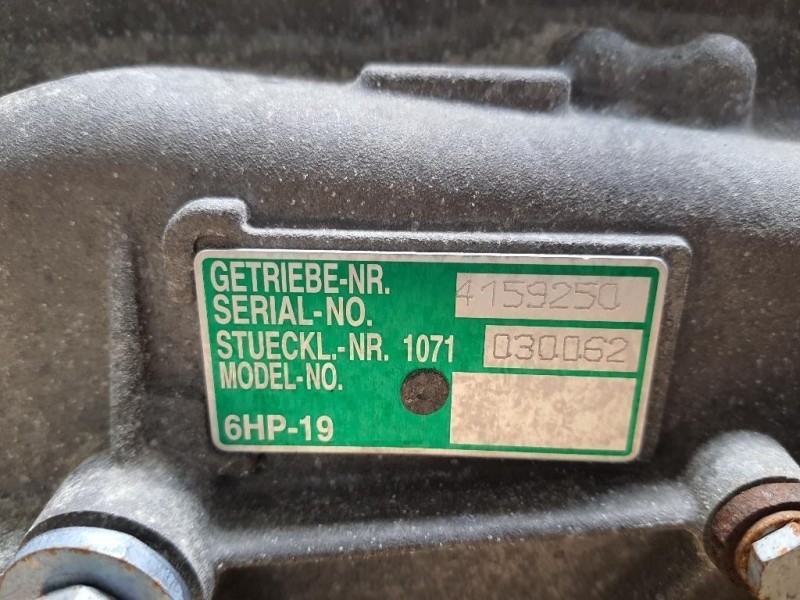 GETRIEBE-NR. 4159250
SERIAL-NO.
STUECKL.-NR. 1071 030062
MODEL-NO.
6HP-19